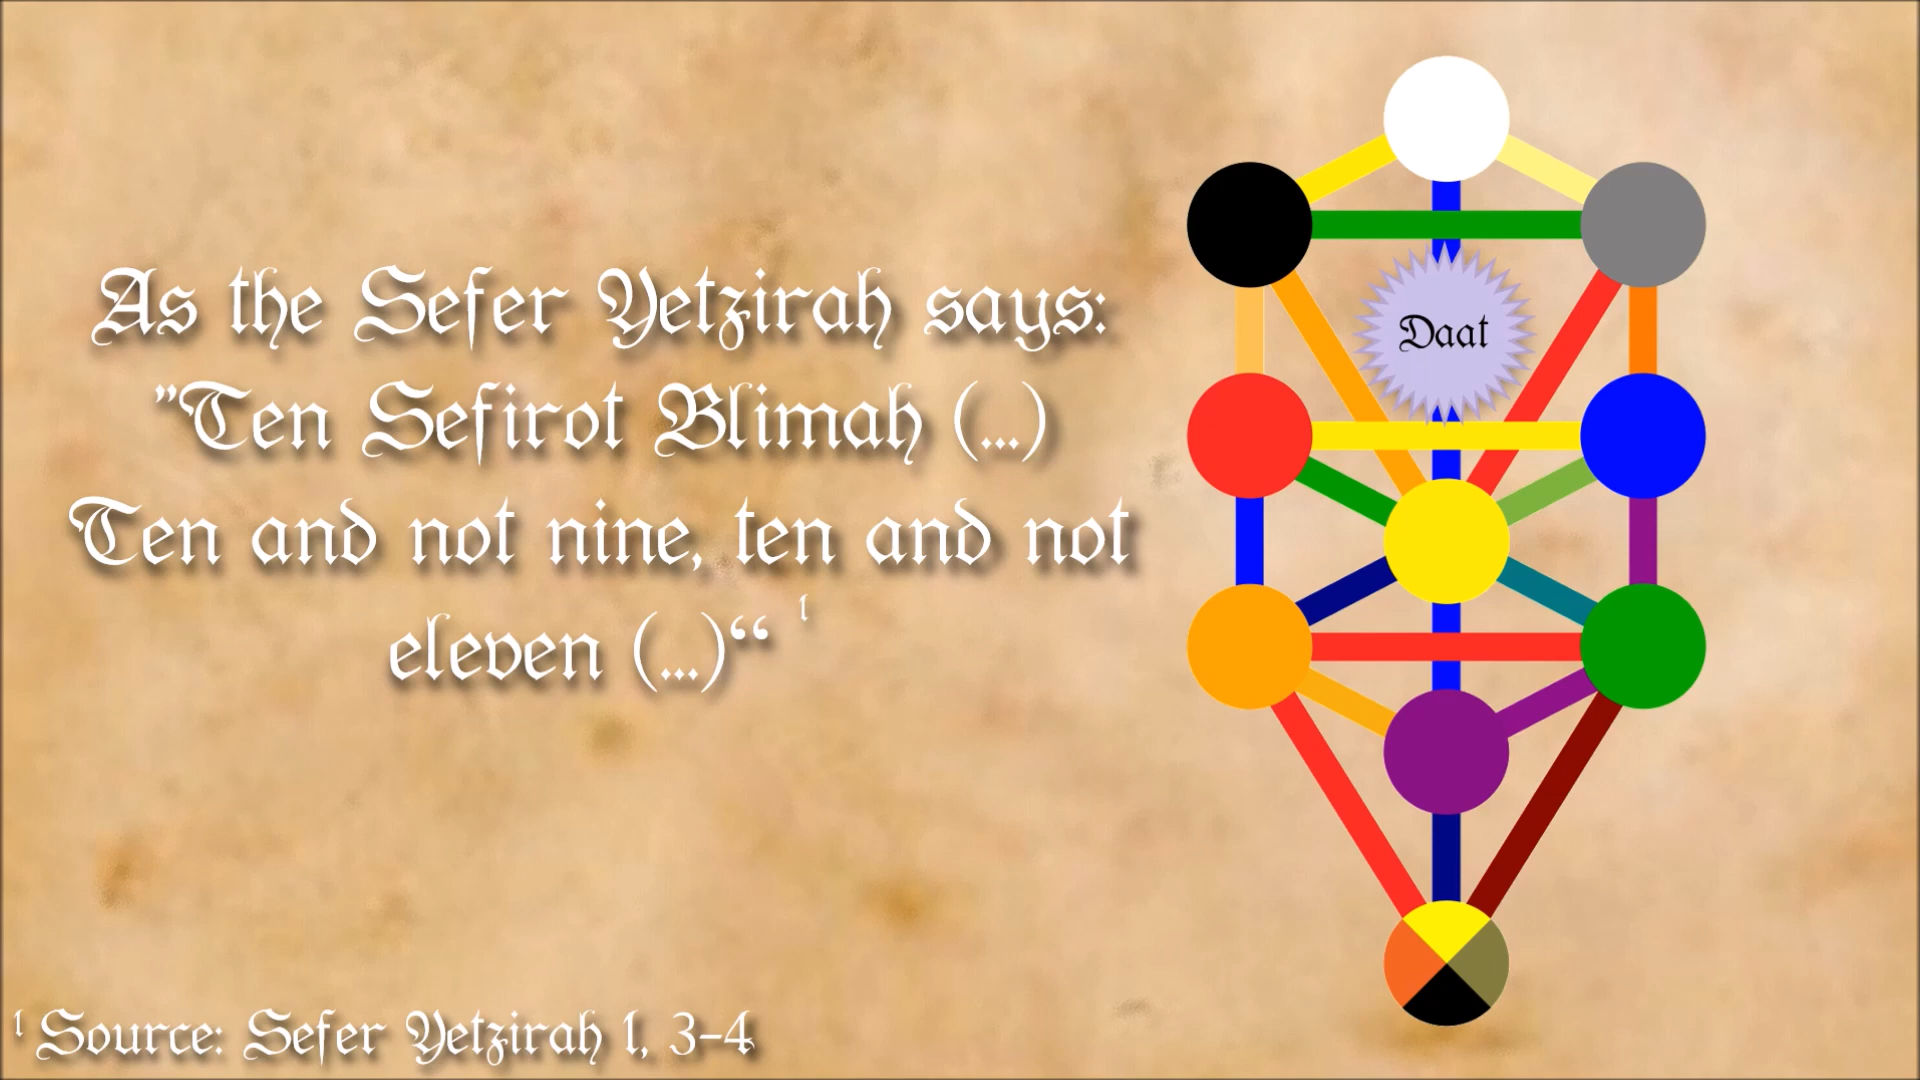 As the Sefer Yetzirah says:
"Ten Sefirot Blimah (...)
Ten and not nine, ten and not
eleven (...)“ 1
Daat
1 Source: Sefer Yetzirah 1, 3-4